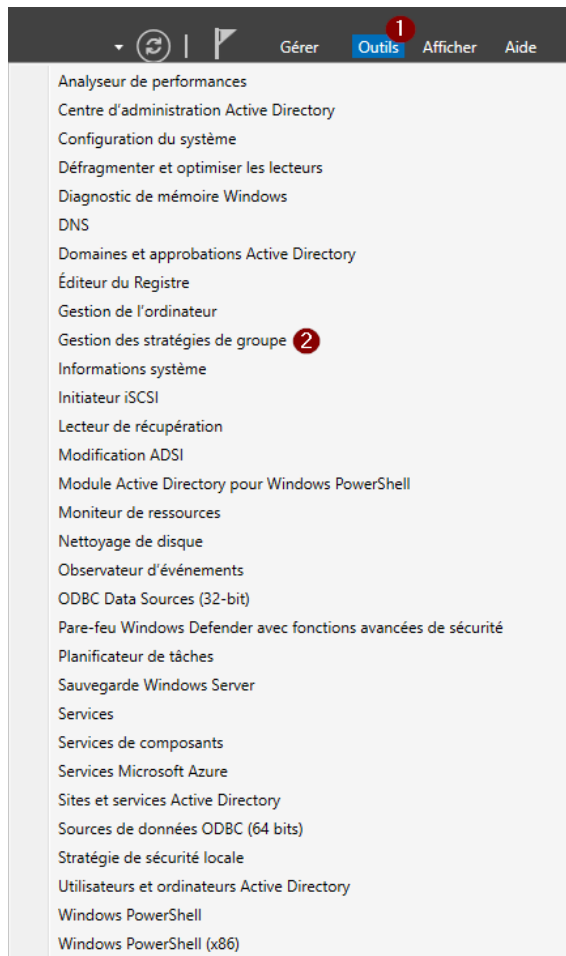 1
Gérer Outils Afficher Aide
Analyseur de performances
Centre d'administration Active Directory
Configuration du système
Défragmenter et optimiser les lecteurs
Diagnostic de mémoire Windows
DNS
Domaines et approbations Active Directory
Éditeur du Registre
Gestion de l'ordinateur
Gestion des stratégies de groupe 2
Informations système
Initiateur iSCSI
Lecteur de récupération
Modification ADSI
Module Active Directory pour Windows PowerShell
Moniteur de ressources
Nettoyage de disque
Observateur d'événements
ODBC Data Sources (32-bit)
Pare-feu Windows Defender avec fonctions avancées de sécurité
Planificateur de tâches
Sauvegarde Windows Server
Services
Services de composants
Services Microsoft Azure
Sites et services Active Directory
Sources de données ODBC (64 bits)
Stratégie de sécurité locale
Utilisateurs et ordinateurs Active Directory
Windows PowerShell
Windows PowerShell (x86)